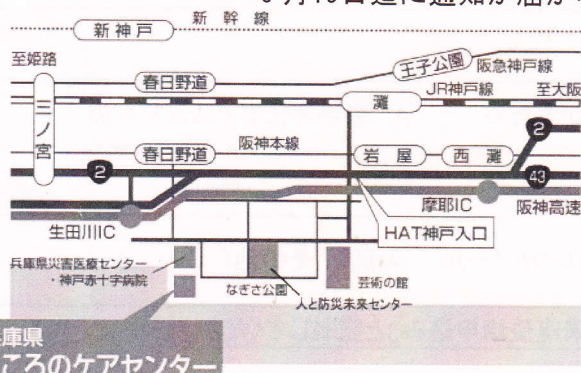 新幹線
新神戸
至姫路
王子公園
阪急神戸線
春日野道
JR神戸線
至大阪
灘
三ノ宮
2
阪神本線
春日野道
岩屋
西灘
2
43
摩耶IC
阪神高速
生田川IC
HAT神戸入口
兵庫県災害医療センター
・神戸赤十字病院
なぎさ公園
人と防災未来センター
芸術の館
庫県
ころのケアセンター